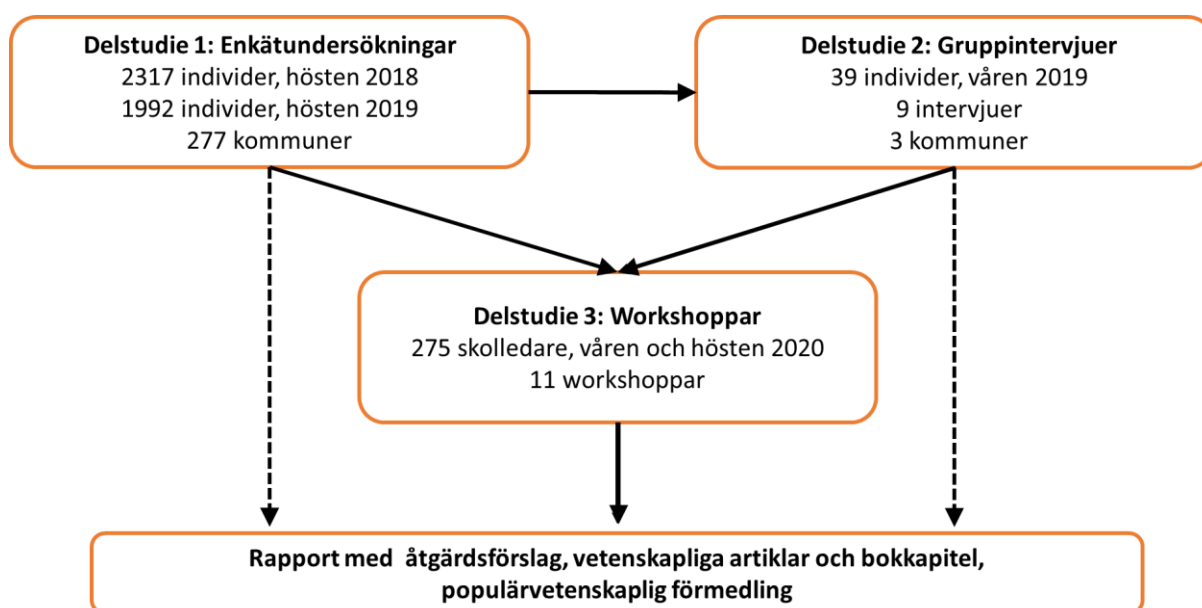 Delstudie 1: Enkätundersökningar
2317 individer, hösten 2018
1992 individer, hösten 2019
277 kommuner
Delstudie 2: Gruppintervjuer
39 individer, våren 2019
9 intervjuer
3 kommuner
Delstudie 3: Workshoppar
275 skolledare, våren och hösten 2020
11 workshoppar
Rapport med åtgärdsförslag, vetenskapliga artiklar och bokkapitel,
populärvetenskaplig förmedling